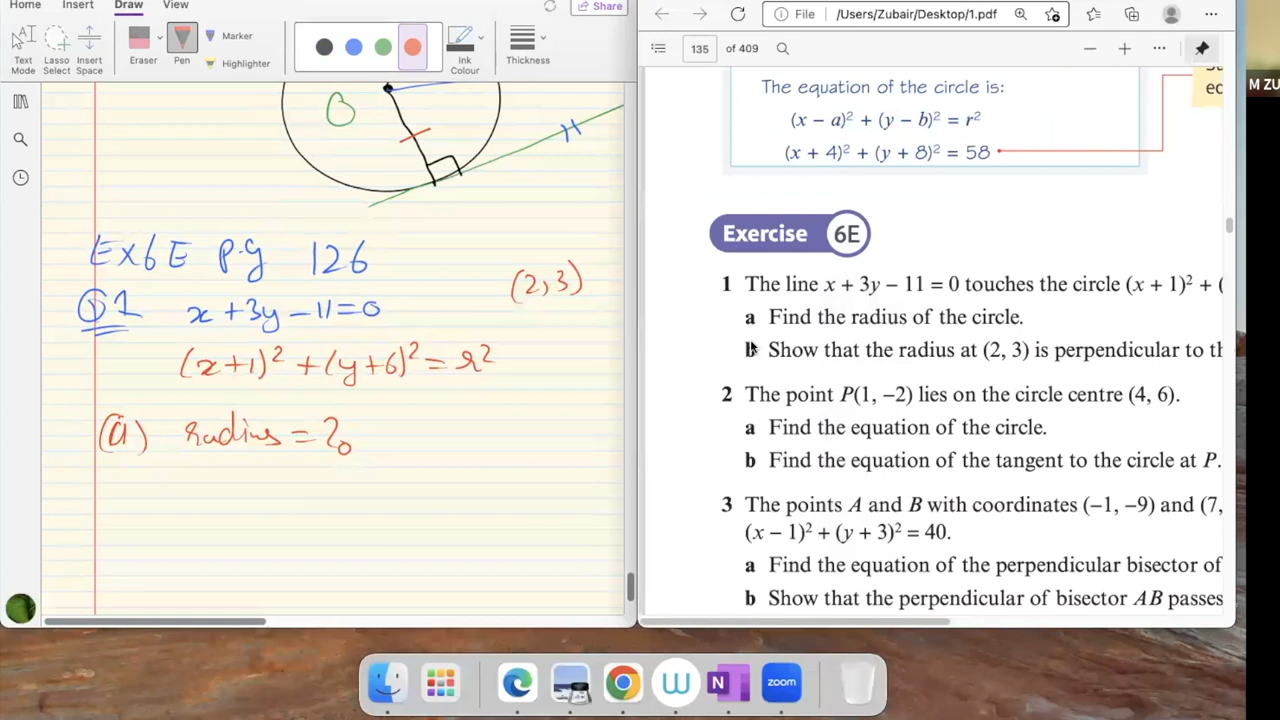 Home Insert Draw View
Share
Text Mode
Lasso Select
Insert Space
Eraser
Pen
Marker
Highlighter
Ink Colour
Thickness
Ex6E P.g 126
Q1 x + 3y - 11 = 0 (2, 3)
(x+1)² + (y+6)² = r²
(a) radius = ?
File /Users/Zubair/Desktop/1.pdf
135 of 409
The equation of the circle is:
(x − a)² + (y − b)² = r²
(x + 4)² + (y + 8)² = 58
Exercise 6E
1 The line x + 3y − 11 = 0 touches the circle (x + 1)² + (
a Find the radius of the circle.
b Show that the radius at (2, 3) is perpendicular to th
2 The point P(1, −2) lies on the circle centre (4, 6).
a Find the equation of the circle.
b Find the equation of the tangent to the circle at P.
3 The points A and B with coordinates (−1, −9) and (7,
(x − 1)² + (y + 3)² = 40.
a Find the equation of the perpendicular bisector of
b Show that the perpendicular of bisector AB passes
M ZU
zoom